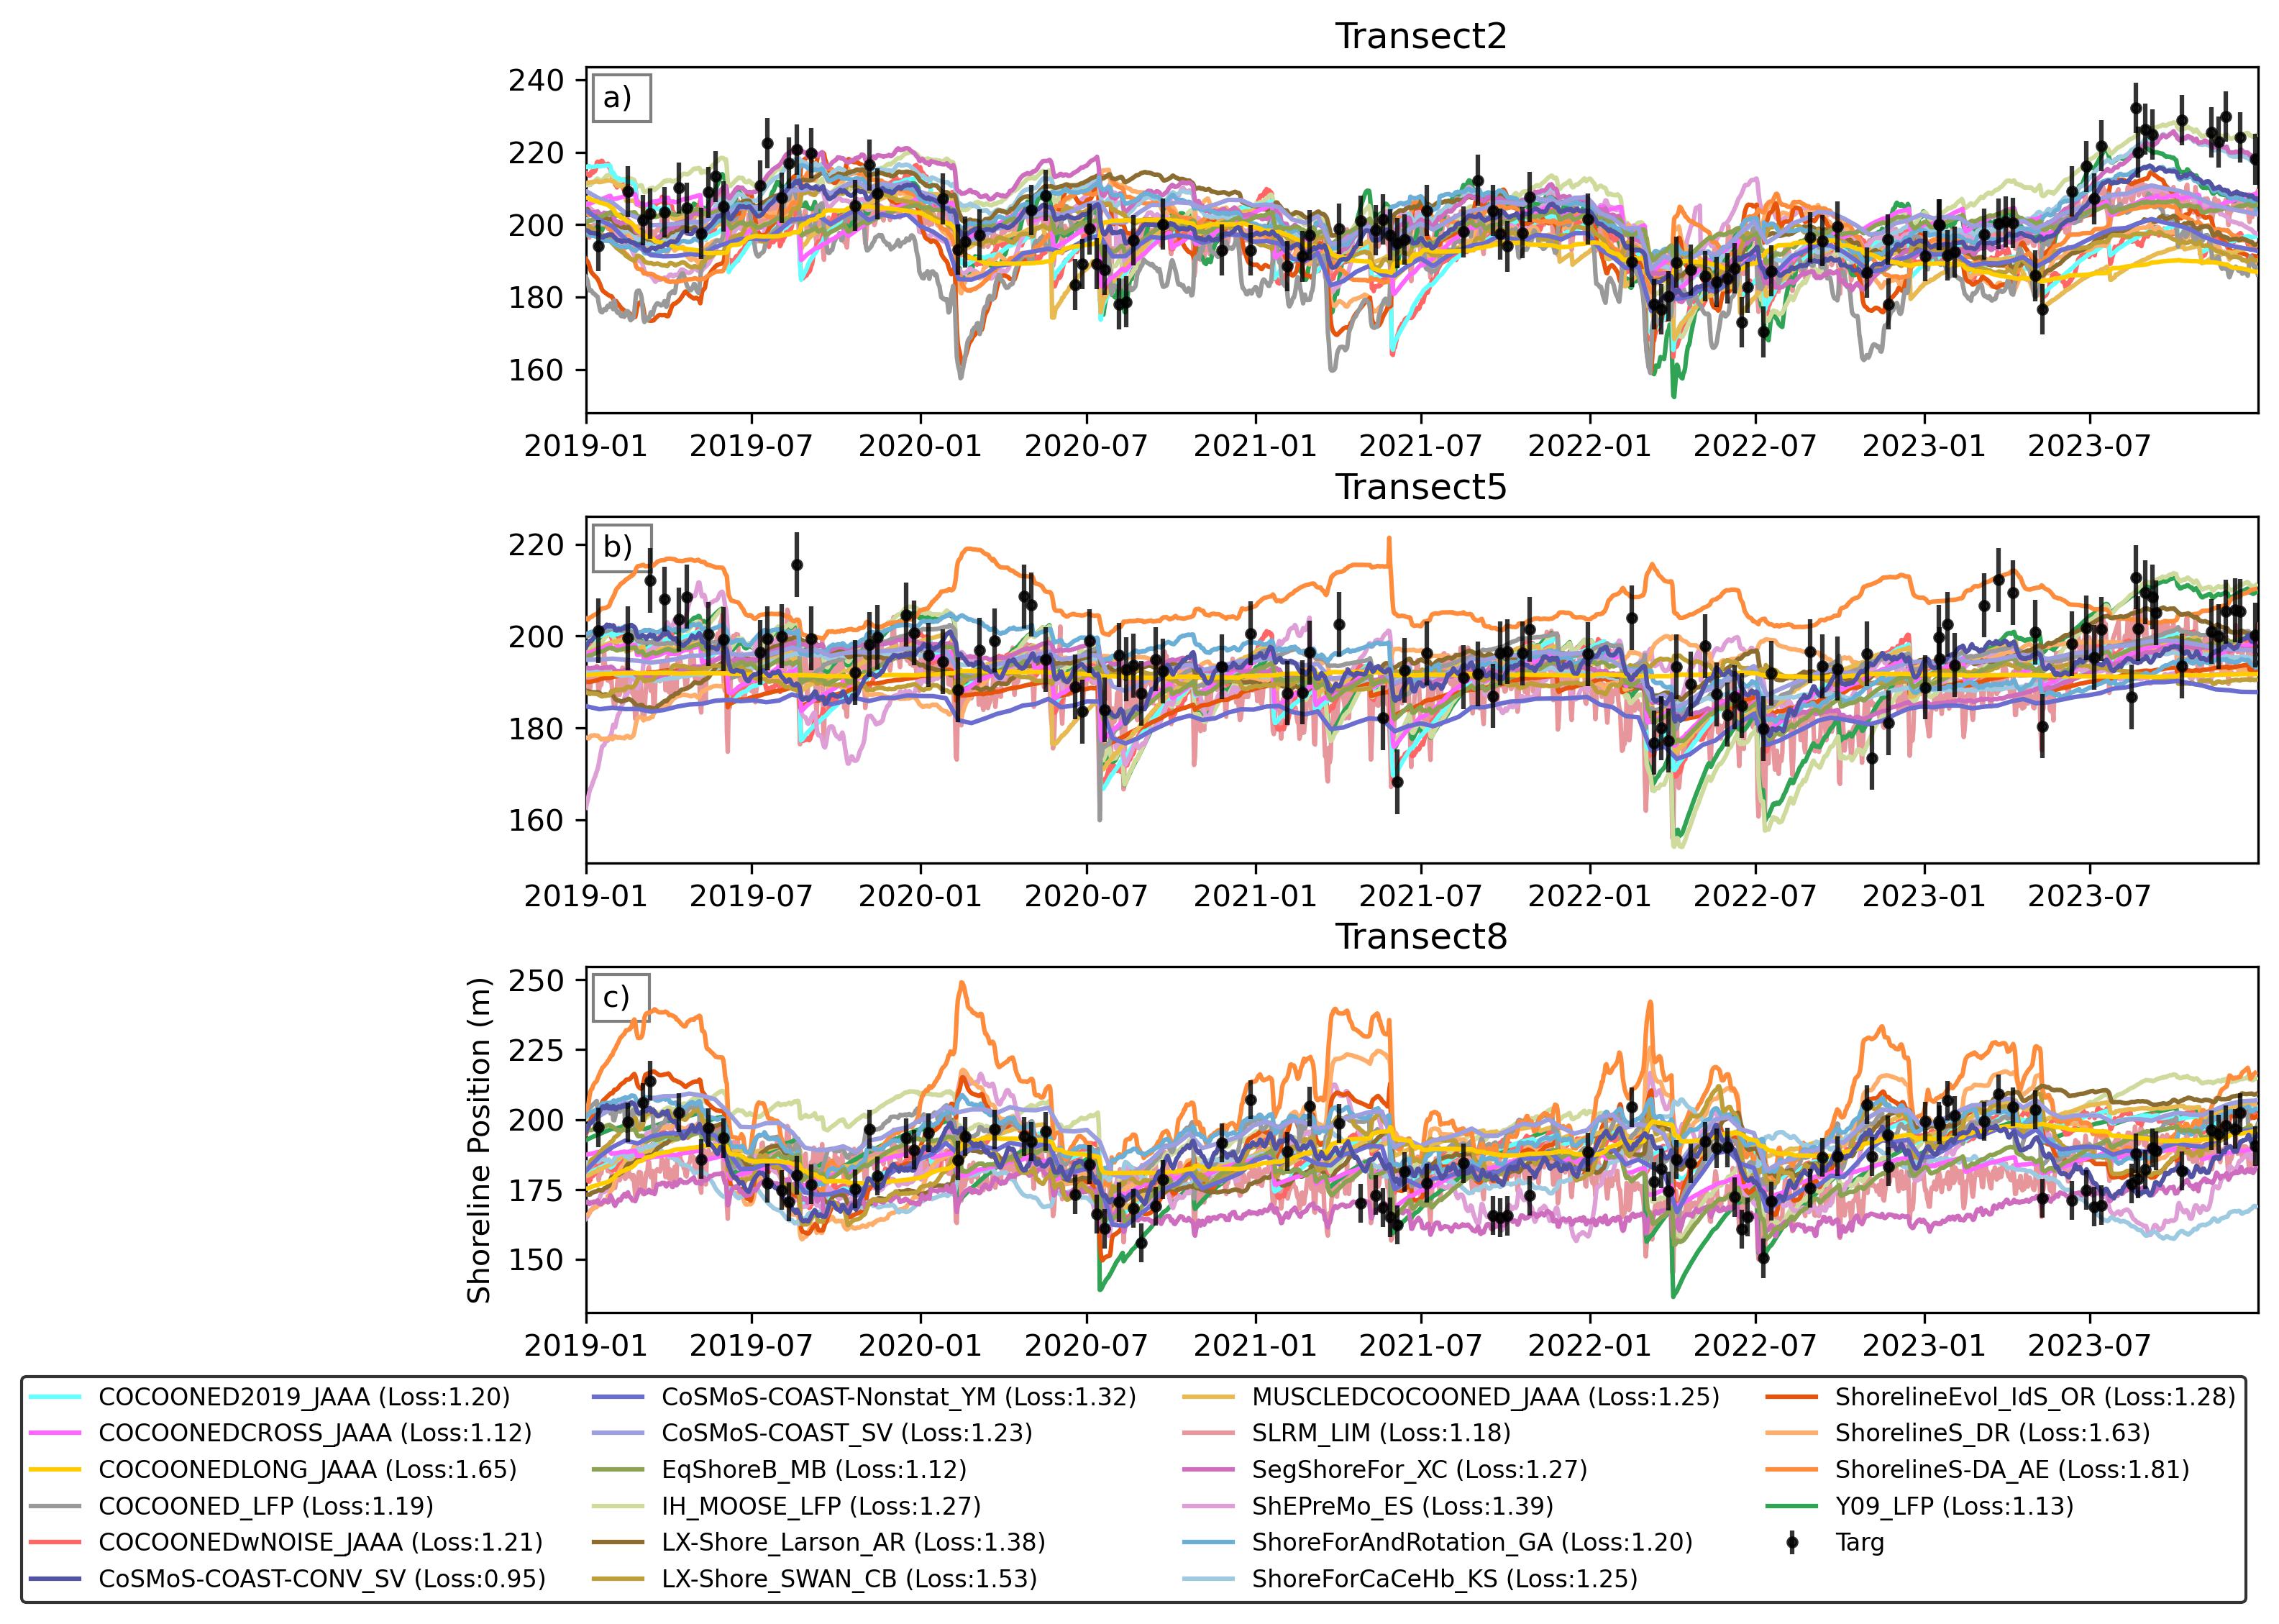 Transect2
a)
240
220
200
180
160
2019-01 2019-07 2020-01 2020-07 2021-01 2021-07 2022-01 2022-07 2023-01 2023-07
Transect5
b)
220
200
180
160
2019-01 2019-07 2020-01 2020-07 2021-01 2021-07 2022-01 2022-07 2023-01 2023-07
Transect8
c)
Shoreline Position (m)
250
225
200
175
150
2019-01 2019-07 2020-01 2020-07 2021-01 2021-07 2022-01 2022-07 2023-01 2023-07
COCOONED2019_JAAA (Loss:1.20)
COCOONEDCROSS_JAAA (Loss:1.12)
COCOONEDLONG_JAAA (Loss:1.65)
COCOONED_LFP (Loss:1.19)
COCOONEDwNOISE_JAAA (Loss:1.21)
CoSMoS-COAST-CONV_SV (Loss:0.95)
CoSMoS-COAST-Nonstat_YM (Loss:1.32)
CoSMoS-COAST_SV (Loss:1.23)
EqShoreB_MB (Loss:1.12)
IH_MOOSE_LFP (Loss:1.27)
LX-Shore_Larson_AR (Loss:1.38)
LX-Shore_SWAN_CB (Loss:1.53)
MUSCLEDCOCOONED_JAAA (Loss:1.25)
SLRM_LIM (Loss:1.18)
SegShoreFor_XC (Loss:1.27)
ShEPreMo_ES (Loss:1.39)
ShoreForAndRotation_GA (Loss:1.20)
ShoreForCaCeHb_KS (Loss:1.25)
ShorelineEvol_IdS_OR (Loss:1.28)
ShorelineS_DR (Loss:1.63)
ShorelineS-DA_AE (Loss:1.81)
Y09_LFP (Loss:1.13)
Targ